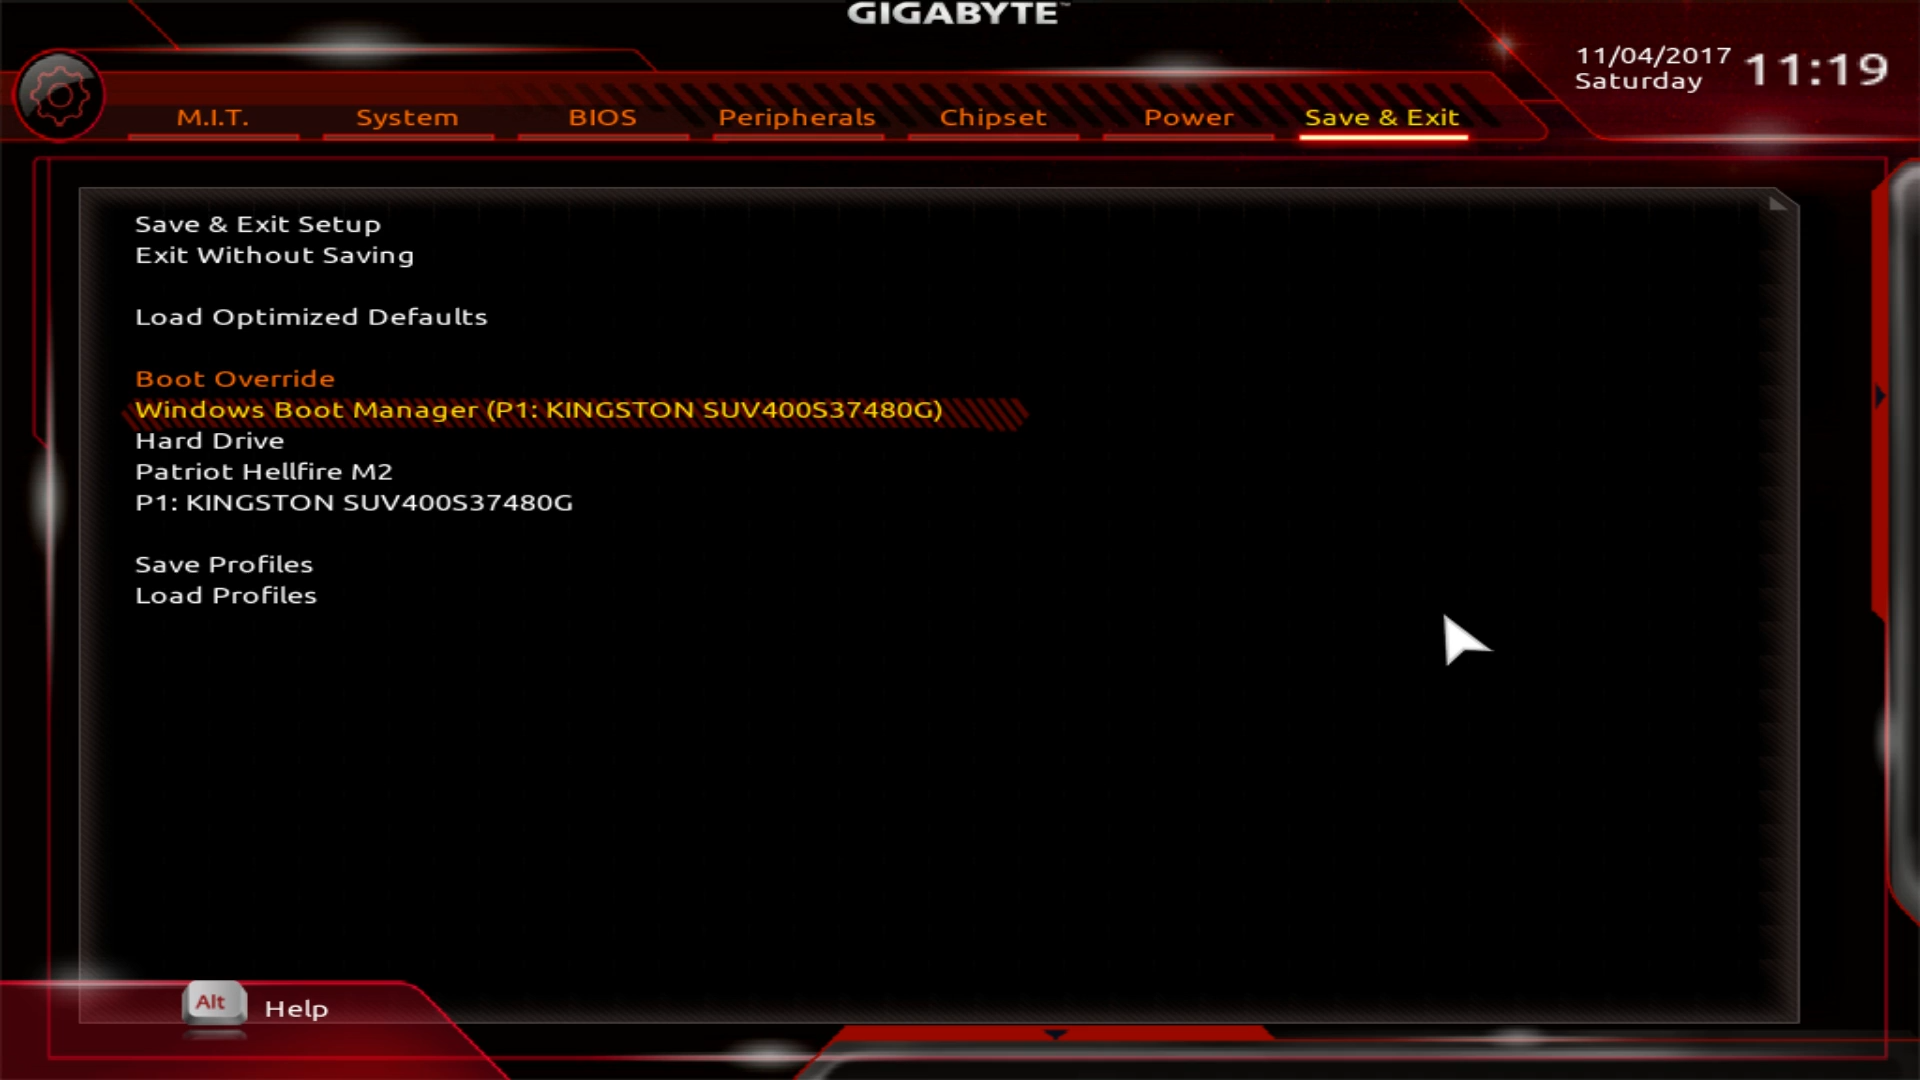 GIGABYTE™
11/04/2017
Saturday
11:19
M.I.T. System BIOS Peripherals Chipset Power Save & Exit
Save & Exit Setup
Exit Without Saving
Load Optimized Defaults
Boot Override
Windows Boot Manager (P1: KINGSTON SUV400S37480G)
Hard Drive
Patriot Hellfire M2
P1: KINGSTON SUV400S37480G
Save Profiles
Load Profiles
Alt Help